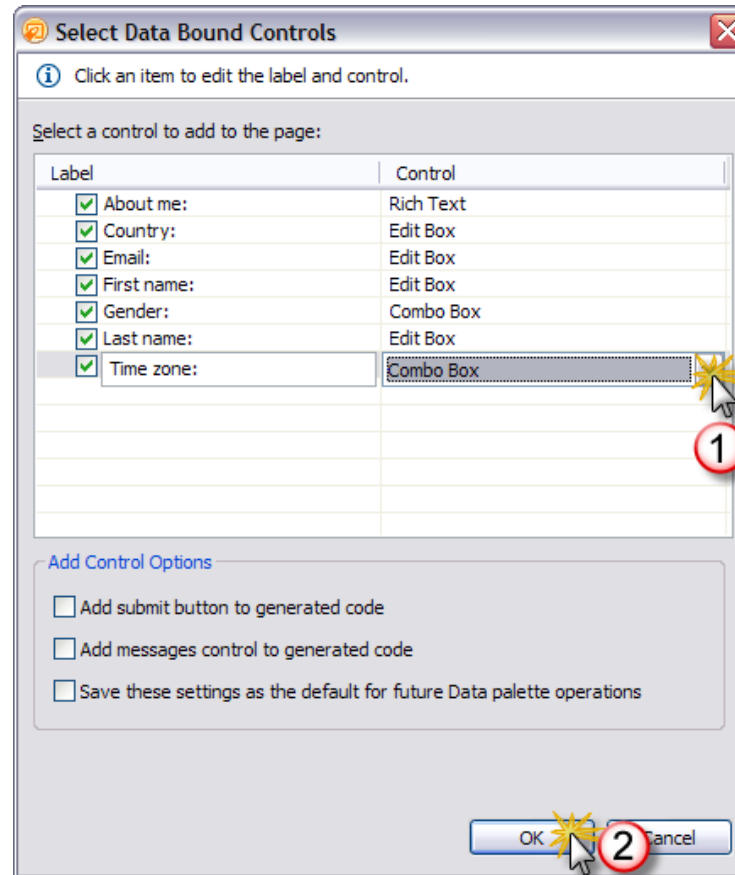 Select Data Bound Controls
Click an item to edit the label and control.
Select a control to add to the page:
Label Control
About me: Rich Text
Country: Edit Box
Email: Edit Box
First name: Edit Box
Gender: Combo Box
Last name: Edit Box
Time zone: Combo Box
1
Add Control Options
Add submit button to generated code
Add messages control to generated code
Save these settings as the default for future Data palette operations
OK 2 Cancel